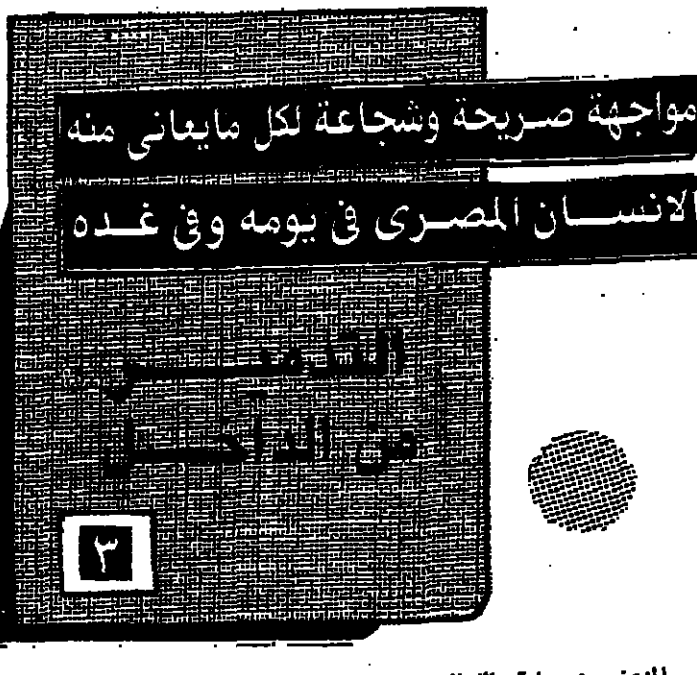 مواجهة صريحة وشجاعة لكل مايعانى منه
الانسان المصرى فى يومه وفى غده
التدمير
من الداخل
٣